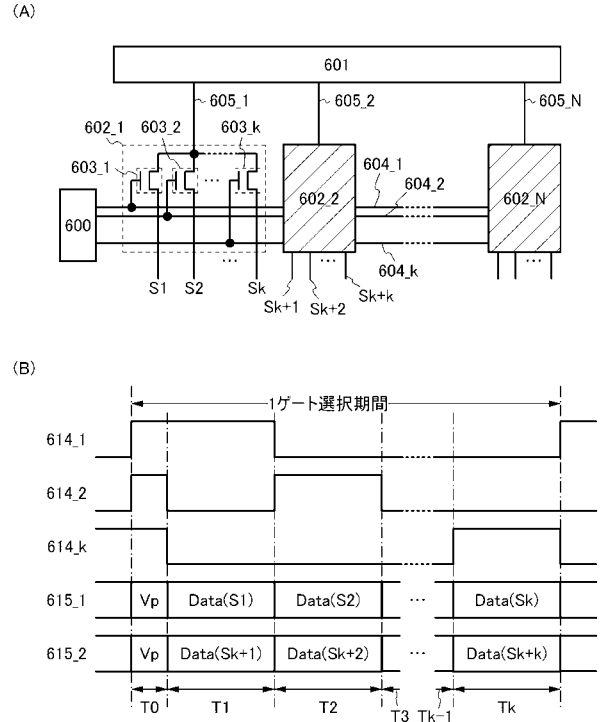 (A)
601
605_1 605_2 605_N
602_1 603_2 603_k
603_1 604_1
604_2
600 602_2 602_N
604_k
S1 S2 Sk Sk+1 Sk+2 Sk+k
(B)
1ゲート選択期間
614_1
614_2
614_k
615_1 Vp Data(S1) Data(S2) ... Data(Sk)
615_2 Vp Data(Sk+1) Data(Sk+2) ... Data(Sk+k)
T0 T1 T2 T3 Tk-1 Tk